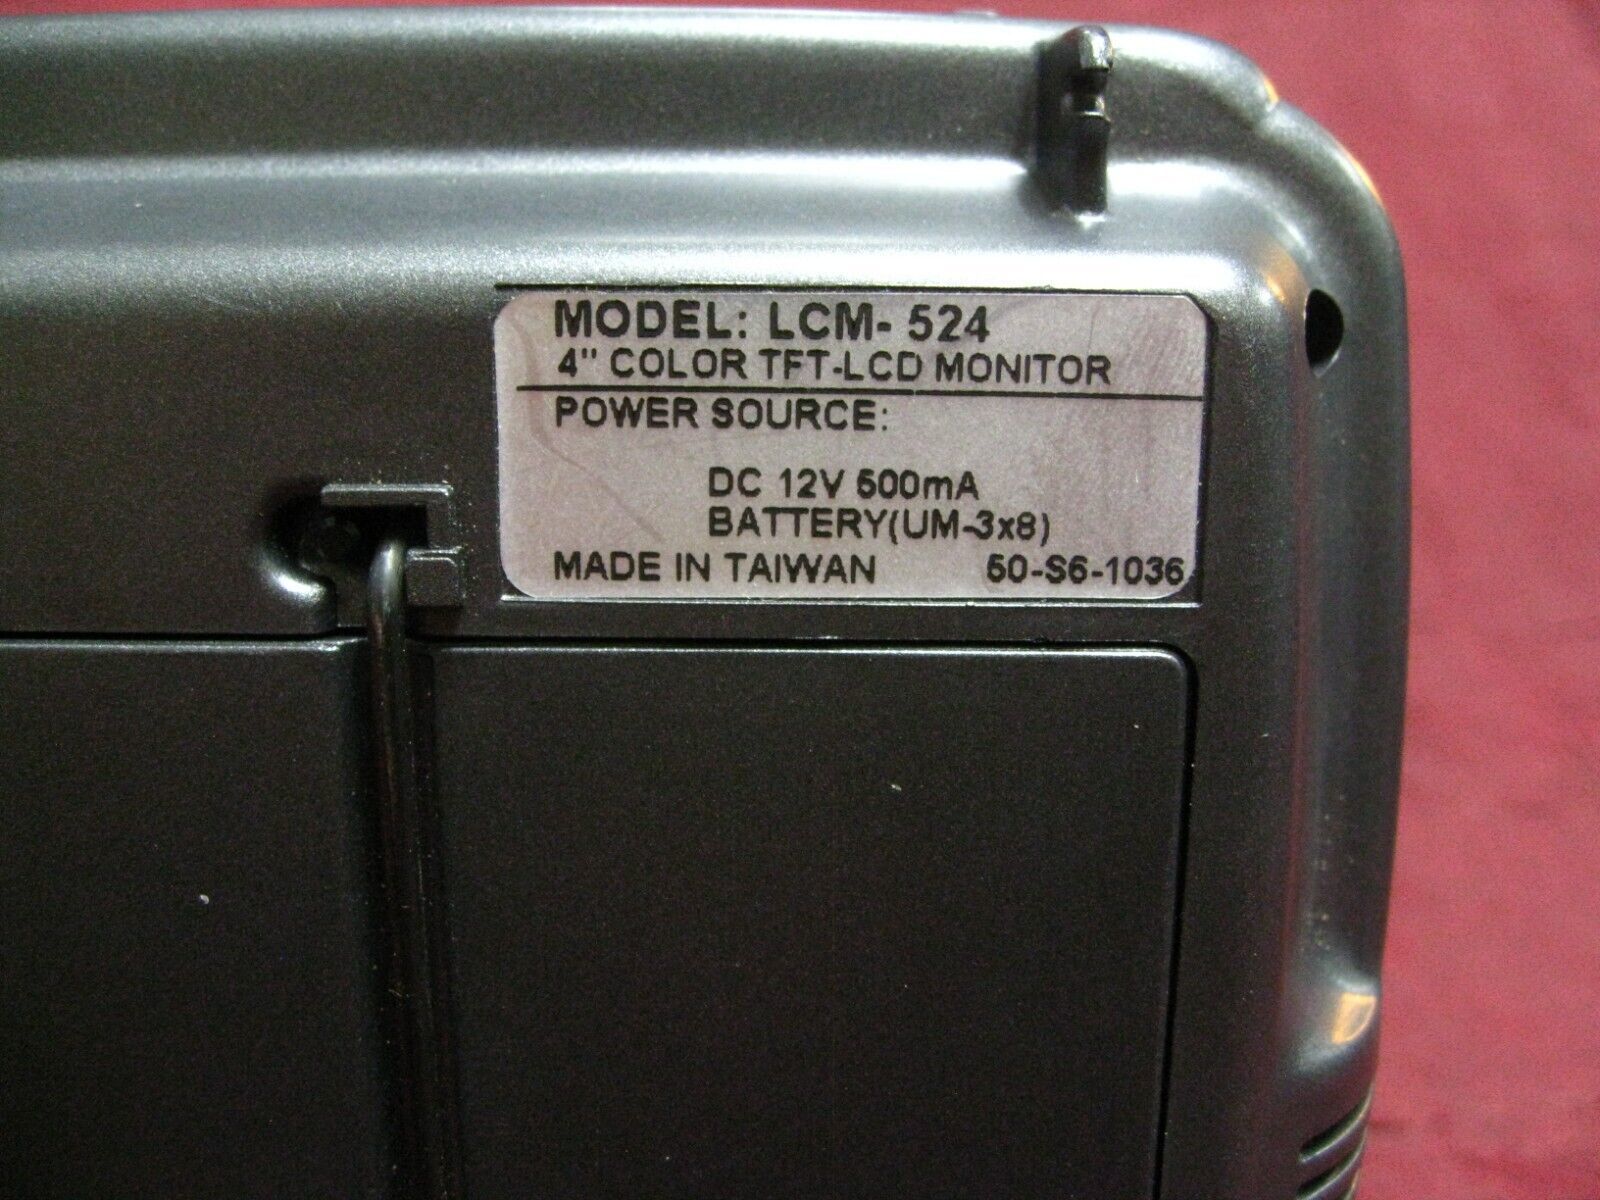 MODEL: LCM- 524
4" COLOR TFT-LCD MONITOR
POWER SOURCE:
DC 12V 500mA
BATTERY(UM-3x8)
MADE IN TAIWAN 50-S6-1036